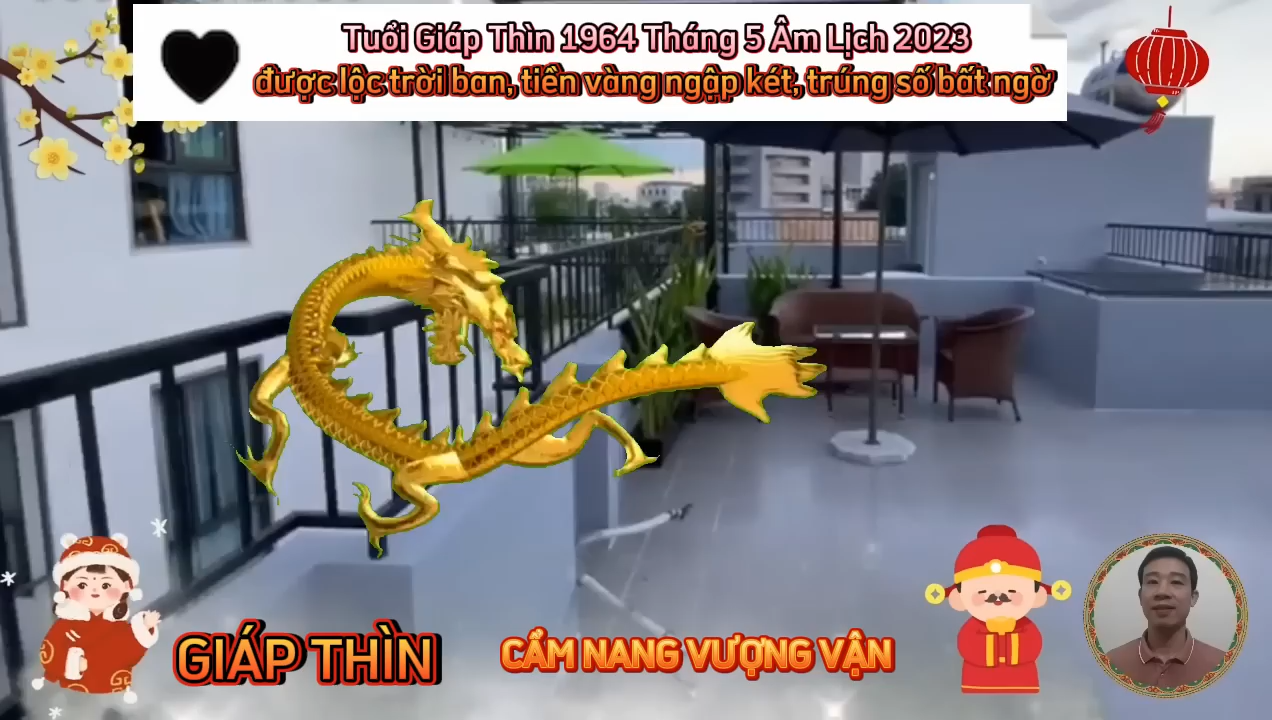 Tuổi Giáp Thìn 1964 Tháng 5 Âm Lịch 2023
được lộc trời ban, tiền vàng ngập két, trúng số bất ngờ
GIÁP THÌN
CẨM NANG VƯỢNG VẬN